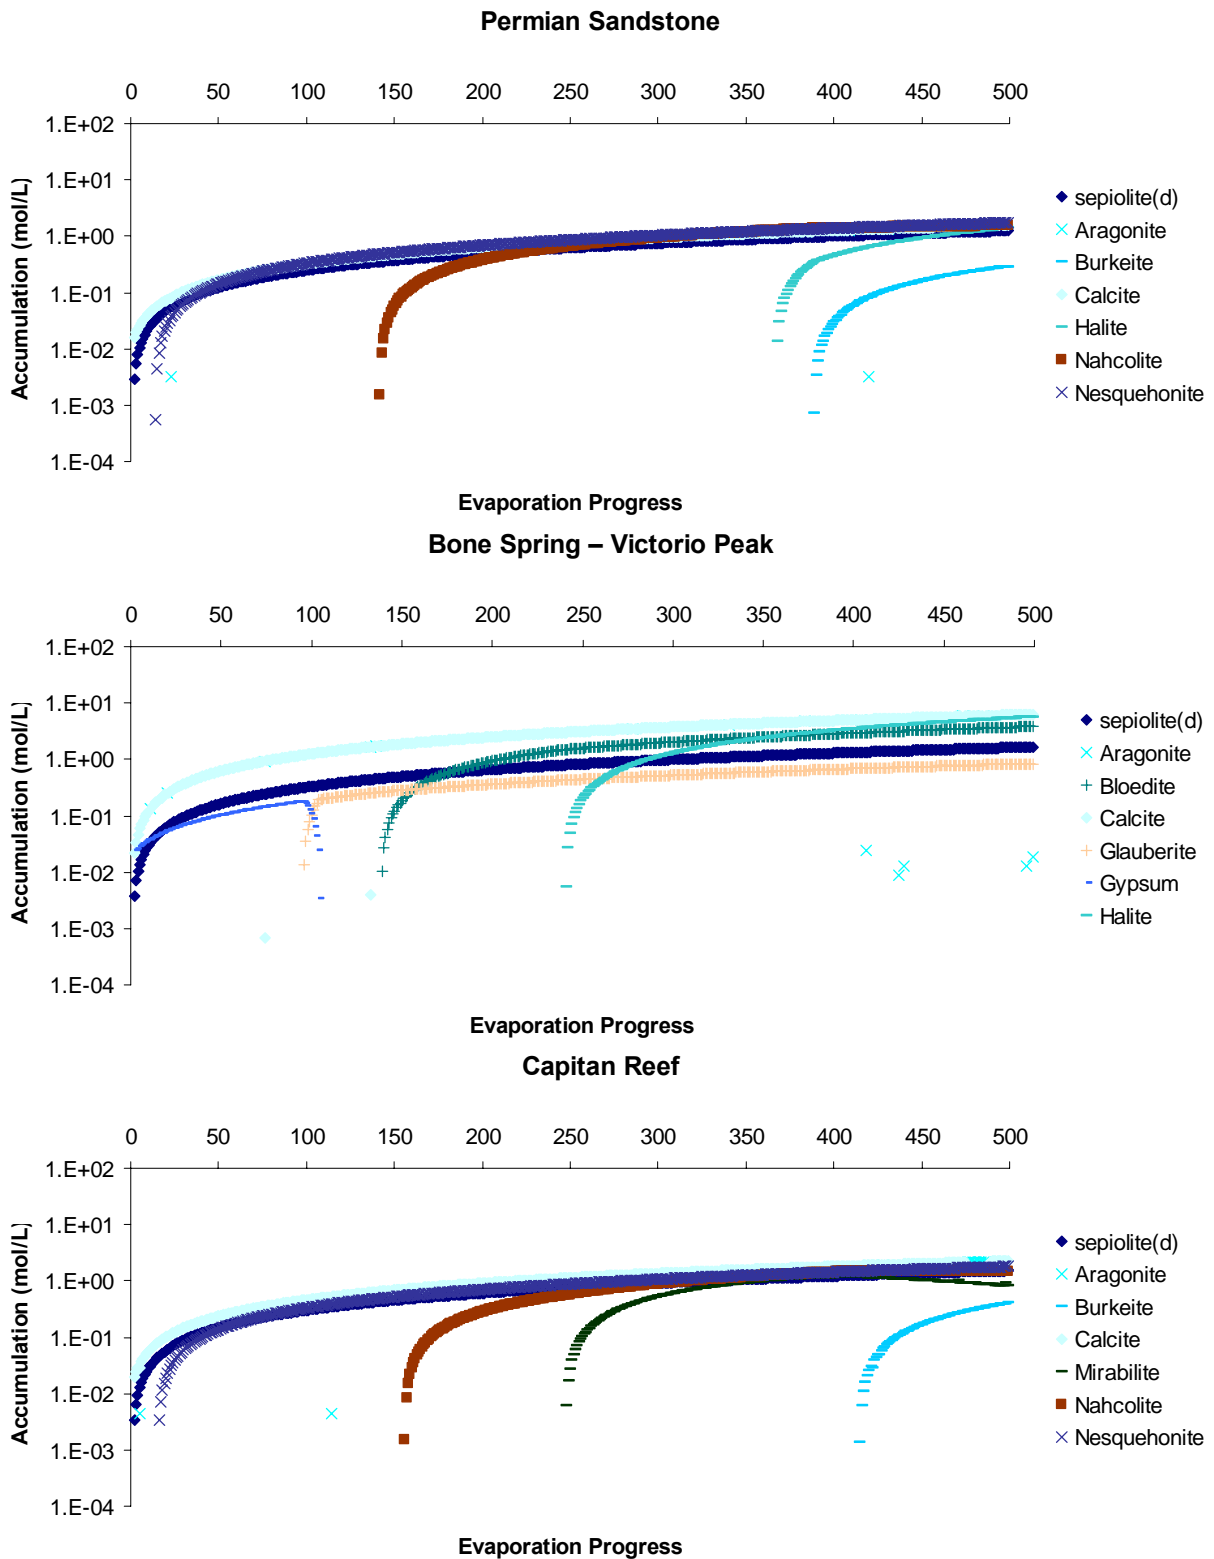 Permian Sandstone
0 50 100 150 200 250 300 350 400 450 500
1.E+02
1.E+01
1.E+00
1.E-01
1.E-02
1.E-03
1.E-04
Accumulation (mol/L)
sepiolite(d)
Aragonite
Burkeite
Calcite
Halite
Nahcolite
Nesquehonite
Evaporation Progress
Bone Spring – Victorio Peak
0 50 100 150 200 250 300 350 400 450 500
1.E+02
1.E+01
1.E+00
1.E-01
1.E-02
1.E-03
1.E-04
Accumulation (mol/L)
sepiolite(d)
Aragonite
Bloedite
Calcite
Glauberite
Gypsum
Halite
Evaporation Progress
Capitan Reef
0 50 100 150 200 250 300 350 400 450 500
1.E+02
1.E+01
1.E+00
1.E-01
1.E-02
1.E-03
1.E-04
Accumulation (mol/L)
sepiolite(d)
Aragonite
Burkeite
Calcite
Mirabilite
Nahcolite
Nesquehonite
Evaporation Progress